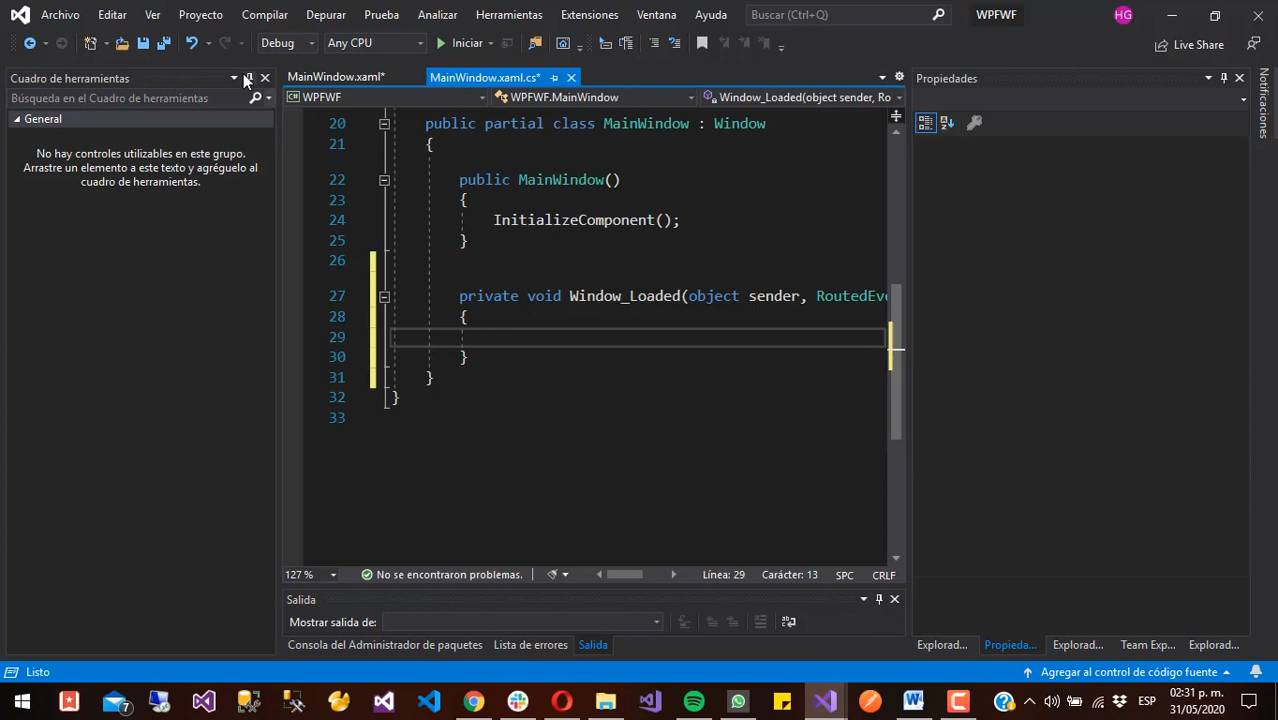 Archivo Editar Ver Proyecto Compilar Depurar Prueba Analizar Herramientas Extensiones Ventana Ayuda Buscar (Ctrl+Q) WPFWF HG
Debug Any CPU Iniciar Live Share
Cuadro de herramientas
Búsqueda en el Cuadro de herramientas
General
No hay controles utilizables en este grupo.
Arrastre un elemento a este texto y agréguelo al
cuadro de herramientas.
MainWindow.xaml* MainWindow.xaml.cs*
WPFWF WPFWF.MainWindow Window_Loaded(object sender, Ro
20 public partial class MainWindow : Window
21 {
22 public MainWindow()
23 {
24 InitializeComponent();
25 }
26
27 private void Window_Loaded(object sender, RoutedEve
28 {
29
30 }
31 }
32 }
33
127 % No se encontraron problemas. Línea: 29 Carácter: 13 SPC CRLF
Salida
Mostrar salida de:
Consola del Administrador de paquetes Lista de errores Salida
Propiedades
Notificaciones
Explorad... Propieda... Explorad... Team Exp... Explorad...
Listo Agregar al control de código fuente
7 ESP 02:31 p. m.
31/05/2020